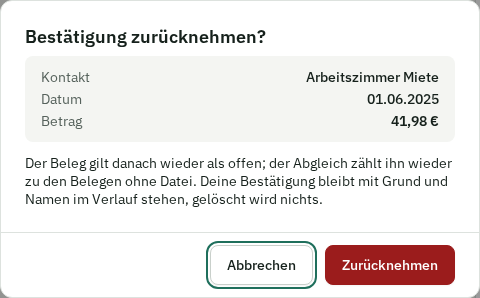 Bestätigung zurücknehmen?
Kontakt Arbeitszimmer Miete
Datum 01.06.2025
Betrag 41,98 €
Der Beleg gilt danach wieder als offen; der Abgleich zählt ihn wieder
zu den Belegen ohne Datei. Deine Bestätigung bleibt mit Grund und
Namen im Verlauf stehen, gelöscht wird nichts.
Abbrechen Zurücknehmen